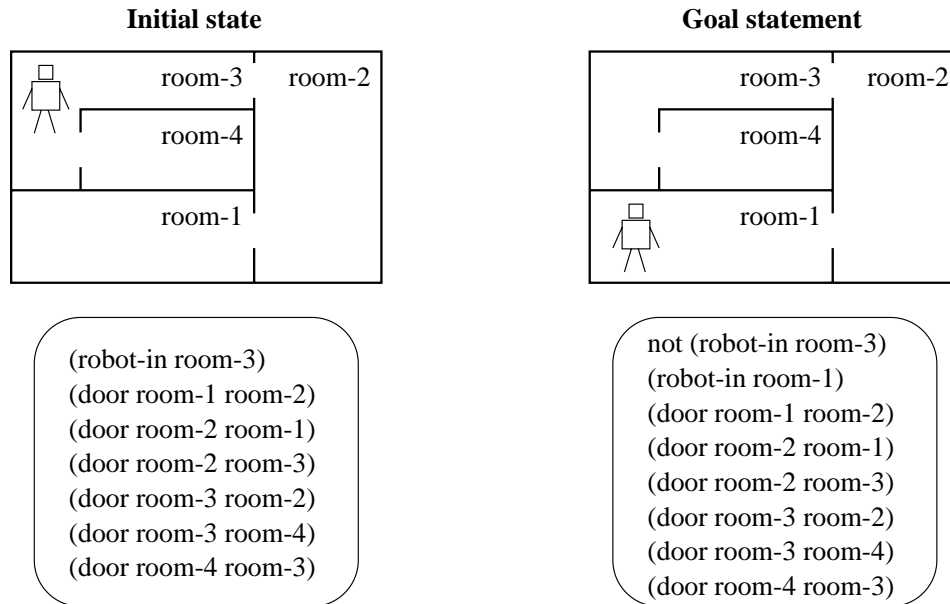 Initial state
room-3
room-2
room-4
room-1
(robot-in room-3)
(door room-1 room-2)
(door room-2 room-1)
(door room-2 room-3)
(door room-3 room-2)
(door room-3 room-4)
(door room-4 room-3)
Goal statement
room-3
room-2
room-4
room-1
not (robot-in room-3)
(robot-in room-1)
(door room-1 room-2)
(door room-2 room-1)
(door room-2 room-3)
(door room-3 room-2)
(door room-3 room-4)
(door room-4 room-3)